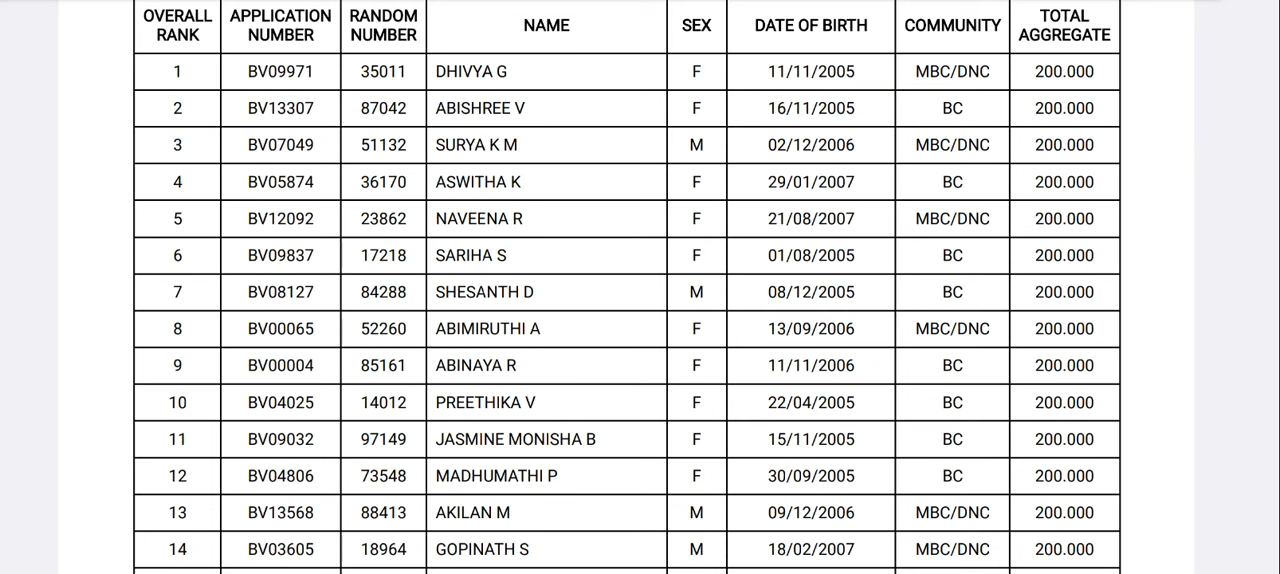 OVERALL RANK APPLICATION NUMBER RANDOM NUMBER NAME SEX DATE OF BIRTH COMMUNITY TOTAL AGGREGATE
1 BV09971 35011 DHIVYA G F 11/11/2005 MBC/DNC 200.000
2 BV13307 87042 ABISHREE V F 16/11/2005 BC 200.000
3 BV07049 51132 SURYA K M M 02/12/2006 MBC/DNC 200.000
4 BV05874 36170 ASWITHA K F 29/01/2007 BC 200.000
5 BV12092 23862 NAVEENA R F 21/08/2007 MBC/DNC 200.000
6 BV09837 17218 SARIHA S F 01/08/2005 BC 200.000
7 BV08127 84288 SHESANTH D M 08/12/2005 BC 200.000
8 BV00065 52260 ABIMIRUTHI A F 13/09/2006 MBC/DNC 200.000
9 BV00004 85161 ABINAYA R F 11/11/2006 BC 200.000
10 BV04025 14012 PREETHIKA V F 22/04/2005 BC 200.000
11 BV09032 97149 JASMINE MONISHA B F 15/11/2005 BC 200.000
12 BV04806 73548 MADHUMATHI P F 30/09/2005 BC 200.000
13 BV13568 88413 AKILAN M M 09/12/2006 MBC/DNC 200.000
14 BV03605 18964 GOPINATH S M 18/02/2007 MBC/DNC 200.000